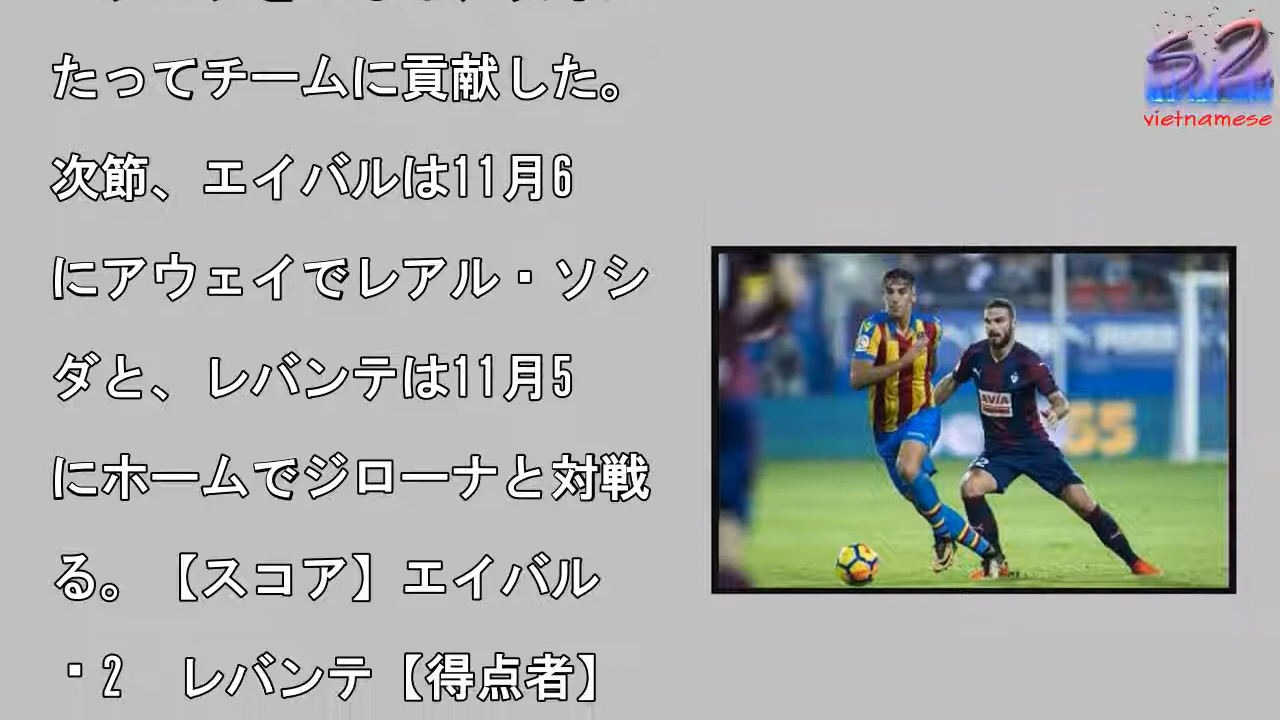 たってチームに貢献した。
次節、エイバルは11月6
にアウェイでレアル・ソシ
ダと、レバンテは11月5
にホームでジローナと対戦
る。【スコア】エイバル
・2　レバンテ【得点者】
S2
vietnamese
AVIA